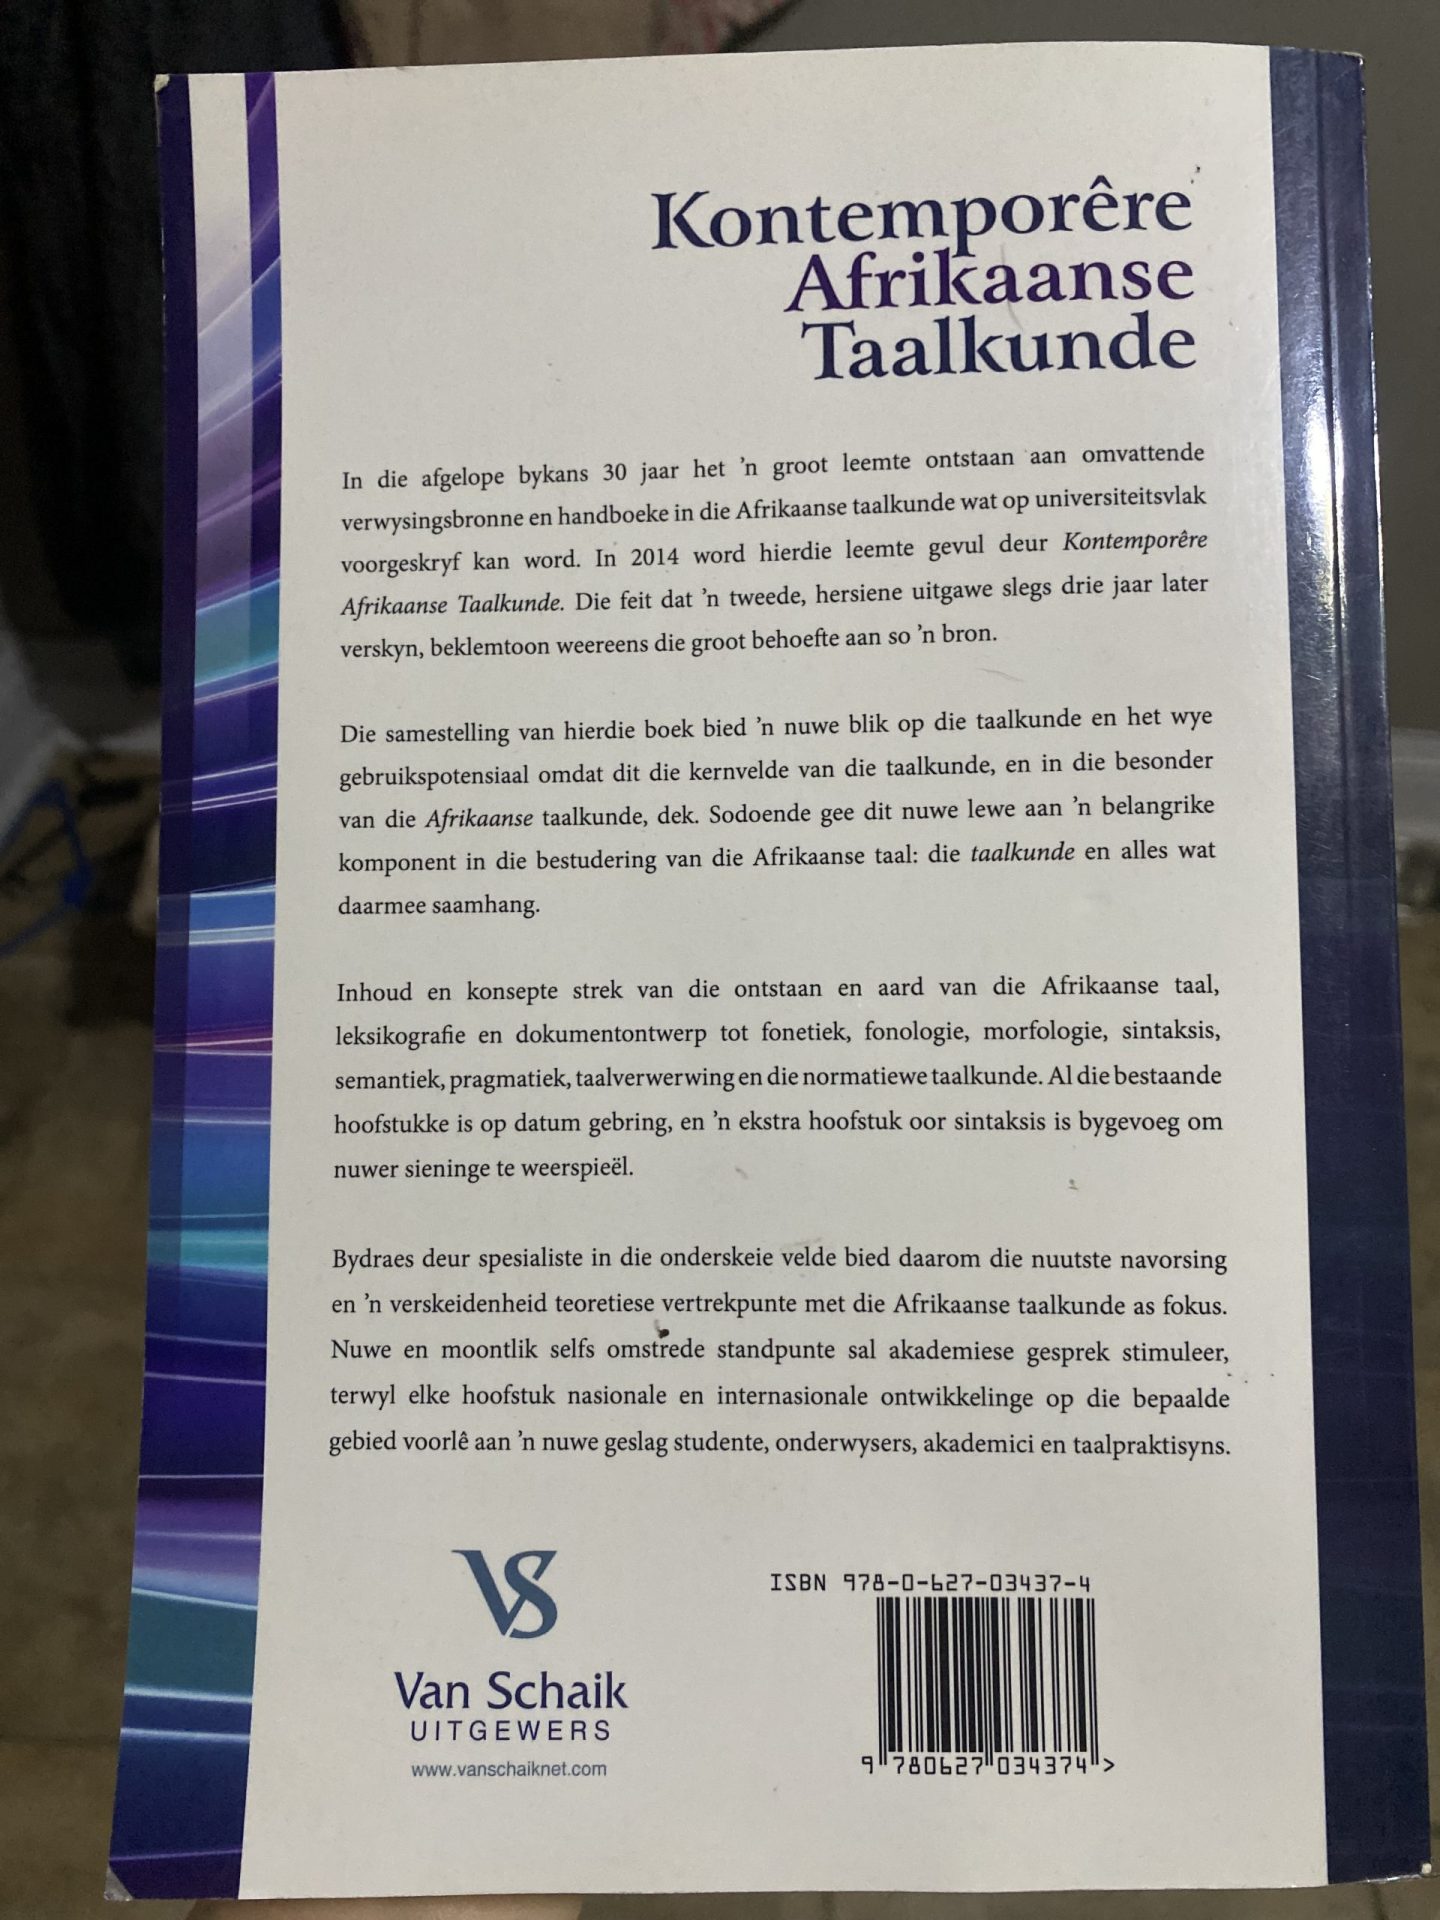 Kontemporêre
Afrikaanse
Taalkunde
In die afgelope bykans 30 jaar het ’n groot leemte ontstaan aan omvattende
verwysingsbronne en handboeke in die Afrikaanse taalkunde wat op universiteitsvlak
voorgeskryf kan word. In 2014 word hierdie leemte gevul deur Kontemporêre
Afrikaanse Taalkunde. Die feit dat ’n tweede, hersiene uitgawe slegs drie jaar later
verskyn, beklemtoon weereens die groot behoefte aan so ’n bron.
Die samestelling van hierdie boek bied ’n nuwe blik op die taalkunde en het wye
gebruikspotensiaal omdat dit die kernvelde van die taalkunde, en in die besonder
van die Afrikaanse taalkunde, dek. Sodoende gee dit nuwe lewe aan ’n belangrike
komponent in die bestudering van die Afrikaanse taal: die taalkunde en alles wat
daarmee saamhang.
Inhoud en konsepte strek van die ontstaan en aard van die Afrikaanse taal,
leksikografie en dokumentontwerp tot fonetiek, fonologie, morfologie, sintaksis,
semantiek, pragmatiek, taalverwerwing en die normatiewe taalkunde. Al die bestaande
hoofstukke is op datum gebring, en ’n ekstra hoofstuk oor sintaksis is bygevoeg om
nuwer sieninge te weerspieël.
Bydraes deur spesialiste in die onderskeie velde bied daarom die nuutste navorsing
en ’n verskeidenheid teoretiese vertrekpunte met die Afrikaanse taalkunde as fokus.
Nuwe en moontlik selfs omstrede standpunte sal akademiese gesprek stimuleer,
terwyl elke hoofstuk nasionale en internasionale ontwikkelinge op die bepaalde
gebied voorlê aan ’n nuwe geslag studente, onderwysers, akademici en taalpraktisyns.
VS
Van Schaik
UITGEWERS
www.vanschaiknet.com
ISBN 978-0-627-03437-4
9 780627 034374 >